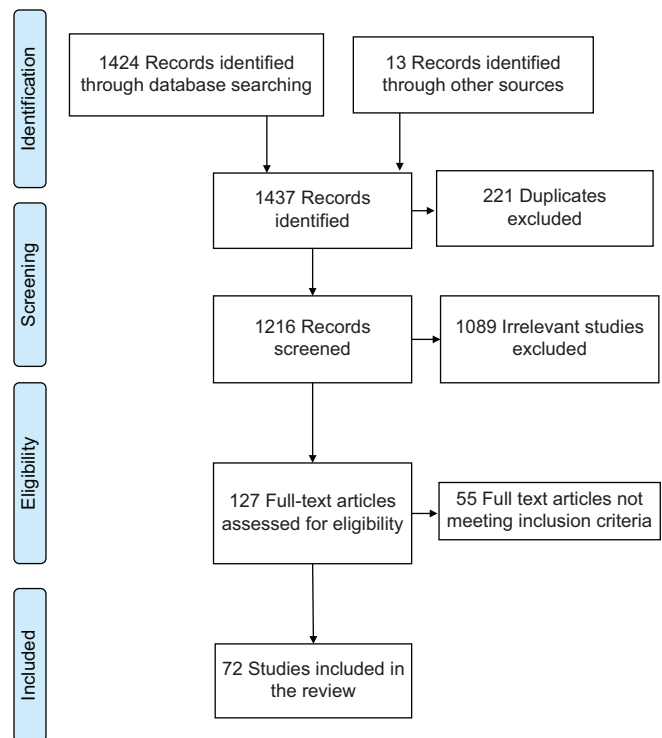 Identification
1424 Records identified
through database searching
13 Records identified
through other sources
1437 Records
identified
221 Duplicates
excluded
Screening
1216 Records
screened
1089 Irrelevant studies
excluded
Eligibility
127 Full-text articles
assessed for eligibility
55 Full text articles not
meeting inclusion criteria
Included
72 Studies included in
the review